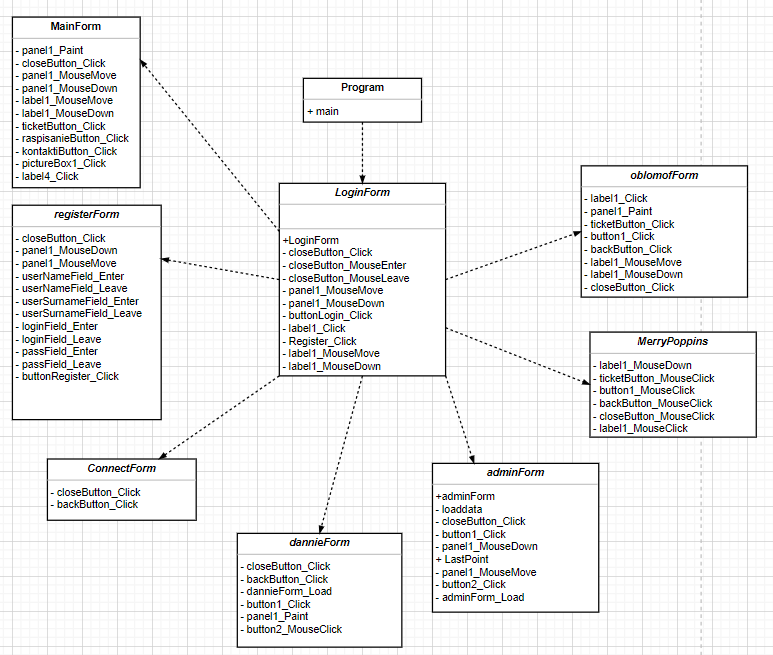 MainForm
- panel1_Paint
- closeButton_Click
- panel1_MouseMove
- panel1_MouseDown
- label1_MouseMove
- label1_MouseDown
- ticketButton_Click
- raspisanieButton_Click
- kontaktiButton_Click
- pictureBox1_Click
- label4_Click
Program
+ main
LoginForm
+LoginForm
- closeButton_Click
- closeButton_MouseEnter
- closeButton_MouseLeave
- panel1_MouseMove
- panel1_MouseDown
- buttonLogin_Click
- label1_Click
- Register_Click
- label1_MouseMove
- label1_MouseDown
oblomofForm
- label1_Click
- panel1_Paint
- ticketButton_Click
- button1_Click
- backButton_Click
- label1_MouseMove
- label1_MouseDown
- closeButton_Click
registerForm
- closeButton_Click
- panel1_MouseDown
- panel1_MouseMove
- userNameField_Enter
- userNameField_Leave
- userSurnameField_Enter
- userSurnameField_Leave
- loginField_Enter
- loginField_Leave
- passField_Enter
- passField_Leave
- buttonRegister_Click
MerryPoppins
- label1_MouseDown
- ticketButton_MouseClick
- button1_MouseClick
- backButton_MouseClick
- closeButton_MouseClick
- label1_MouseClick
ConnectForm
- closeButton_Click
- backButton_Click
dannieForm
- closeButton_Click
- backButton_Click
- dannieForm_Load
- button1_Click
- panel1_Paint
- button2_MouseClick
adminForm
+adminForm
- loaddata
- closeButton_Click
- button1_Click
- panel1_MouseDown
+ LastPoint
- panel1_MouseMove
- button2_Click
- adminForm_Load